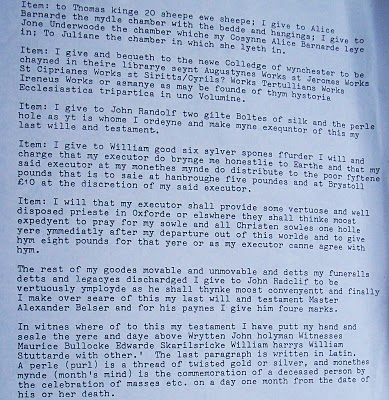 Item: to Thomas kinge 20 sheepe ewe sheepe; I give to Alice
Barnarde the mydle chamber with the bedde and hangings; I give to
Jone Underwoode the chamber whiche my Cosynne Alice Barnarde leye
in; To Juliane the chamber in which she lyeth in.
Item: I give and beoueth to the newe Colledge of wynchester to be
chayned in theire librarye seynt Augustynes Works st Jeromes Works
St Ciprianes Works st Siritta/Cyrils? Works Tertullians Works
Ireneus Works or asmanye as may be founde of thym hystoria
Ecclesiastica tripartica in uno Volumine.
Item: I give to John Randolf two gilte Boltes of silk and the perle
hole as yt is whome I ordeyne and make myne exequntor of this my
last wille and testament.
Item: I give to William good six sylver spones ffurder I will and
charge that my executor do brynge me honestlie to Earthe and that my
said executor at my monethes mynde do distribute to the poor fyftene
pounds that is to saie at hanbroughe five poundes and at Brystoll
£10 at the discretion of my said executor.
Item: I will that my executor shall provide some vertuose and well
disposed prieste in Oxforde or elswhere they shall thinke moost
expedyent to pray for my sowle and all Christen sowles one holle
yere ymmediatly after my departure out of this worlde and to give
hym eight pounds for that yere or as my executor canne agree with
hym.
The rest of my goodes movable and unmovable and detts my funeralls
detts and legacyes dischardged I give to John Radclif to be
vertuously ymployde as he shall thynke moost convenyentt and finally
I make over seare of this my last will and testament Master
Alexander Belser and for his paynes I give him foure marks.
In witnes where of to this my testament I have putt my hand and
seale the yere and daye above Wrytten John holyman Witnesses
Maurice Bullocke Edwarde Skarilsricke William harrys William
Stuttarde with other.' The last paragraph is written in Latin.
A perle (purl) is a thread of twisted gold or silver, and monethes
mynde (month's mind) is the commemoration of a deceased person by
the celebration of masses etc. on a day one month from the date of
his or her death.